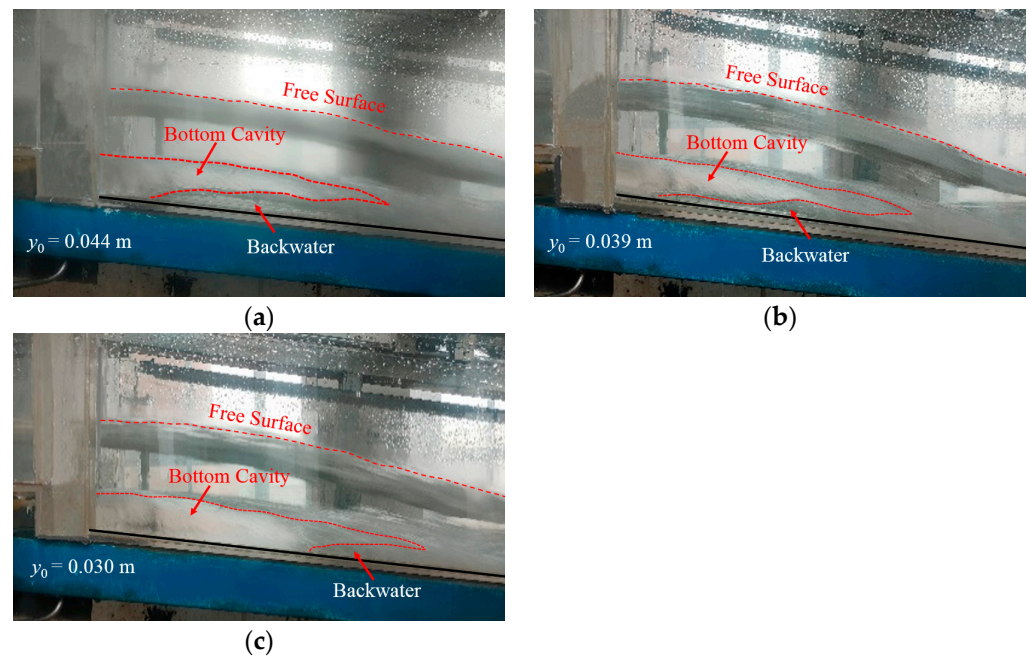 Free Surface
Bottom Cavity
y₀ = 0.044 m
Backwater
(a)
Free Surface
Bottom Cavity
y₀ = 0.039 m
Backwater
(b)
Free Surface
Bottom Cavity
y₀ = 0.030 m
Backwater
(c)